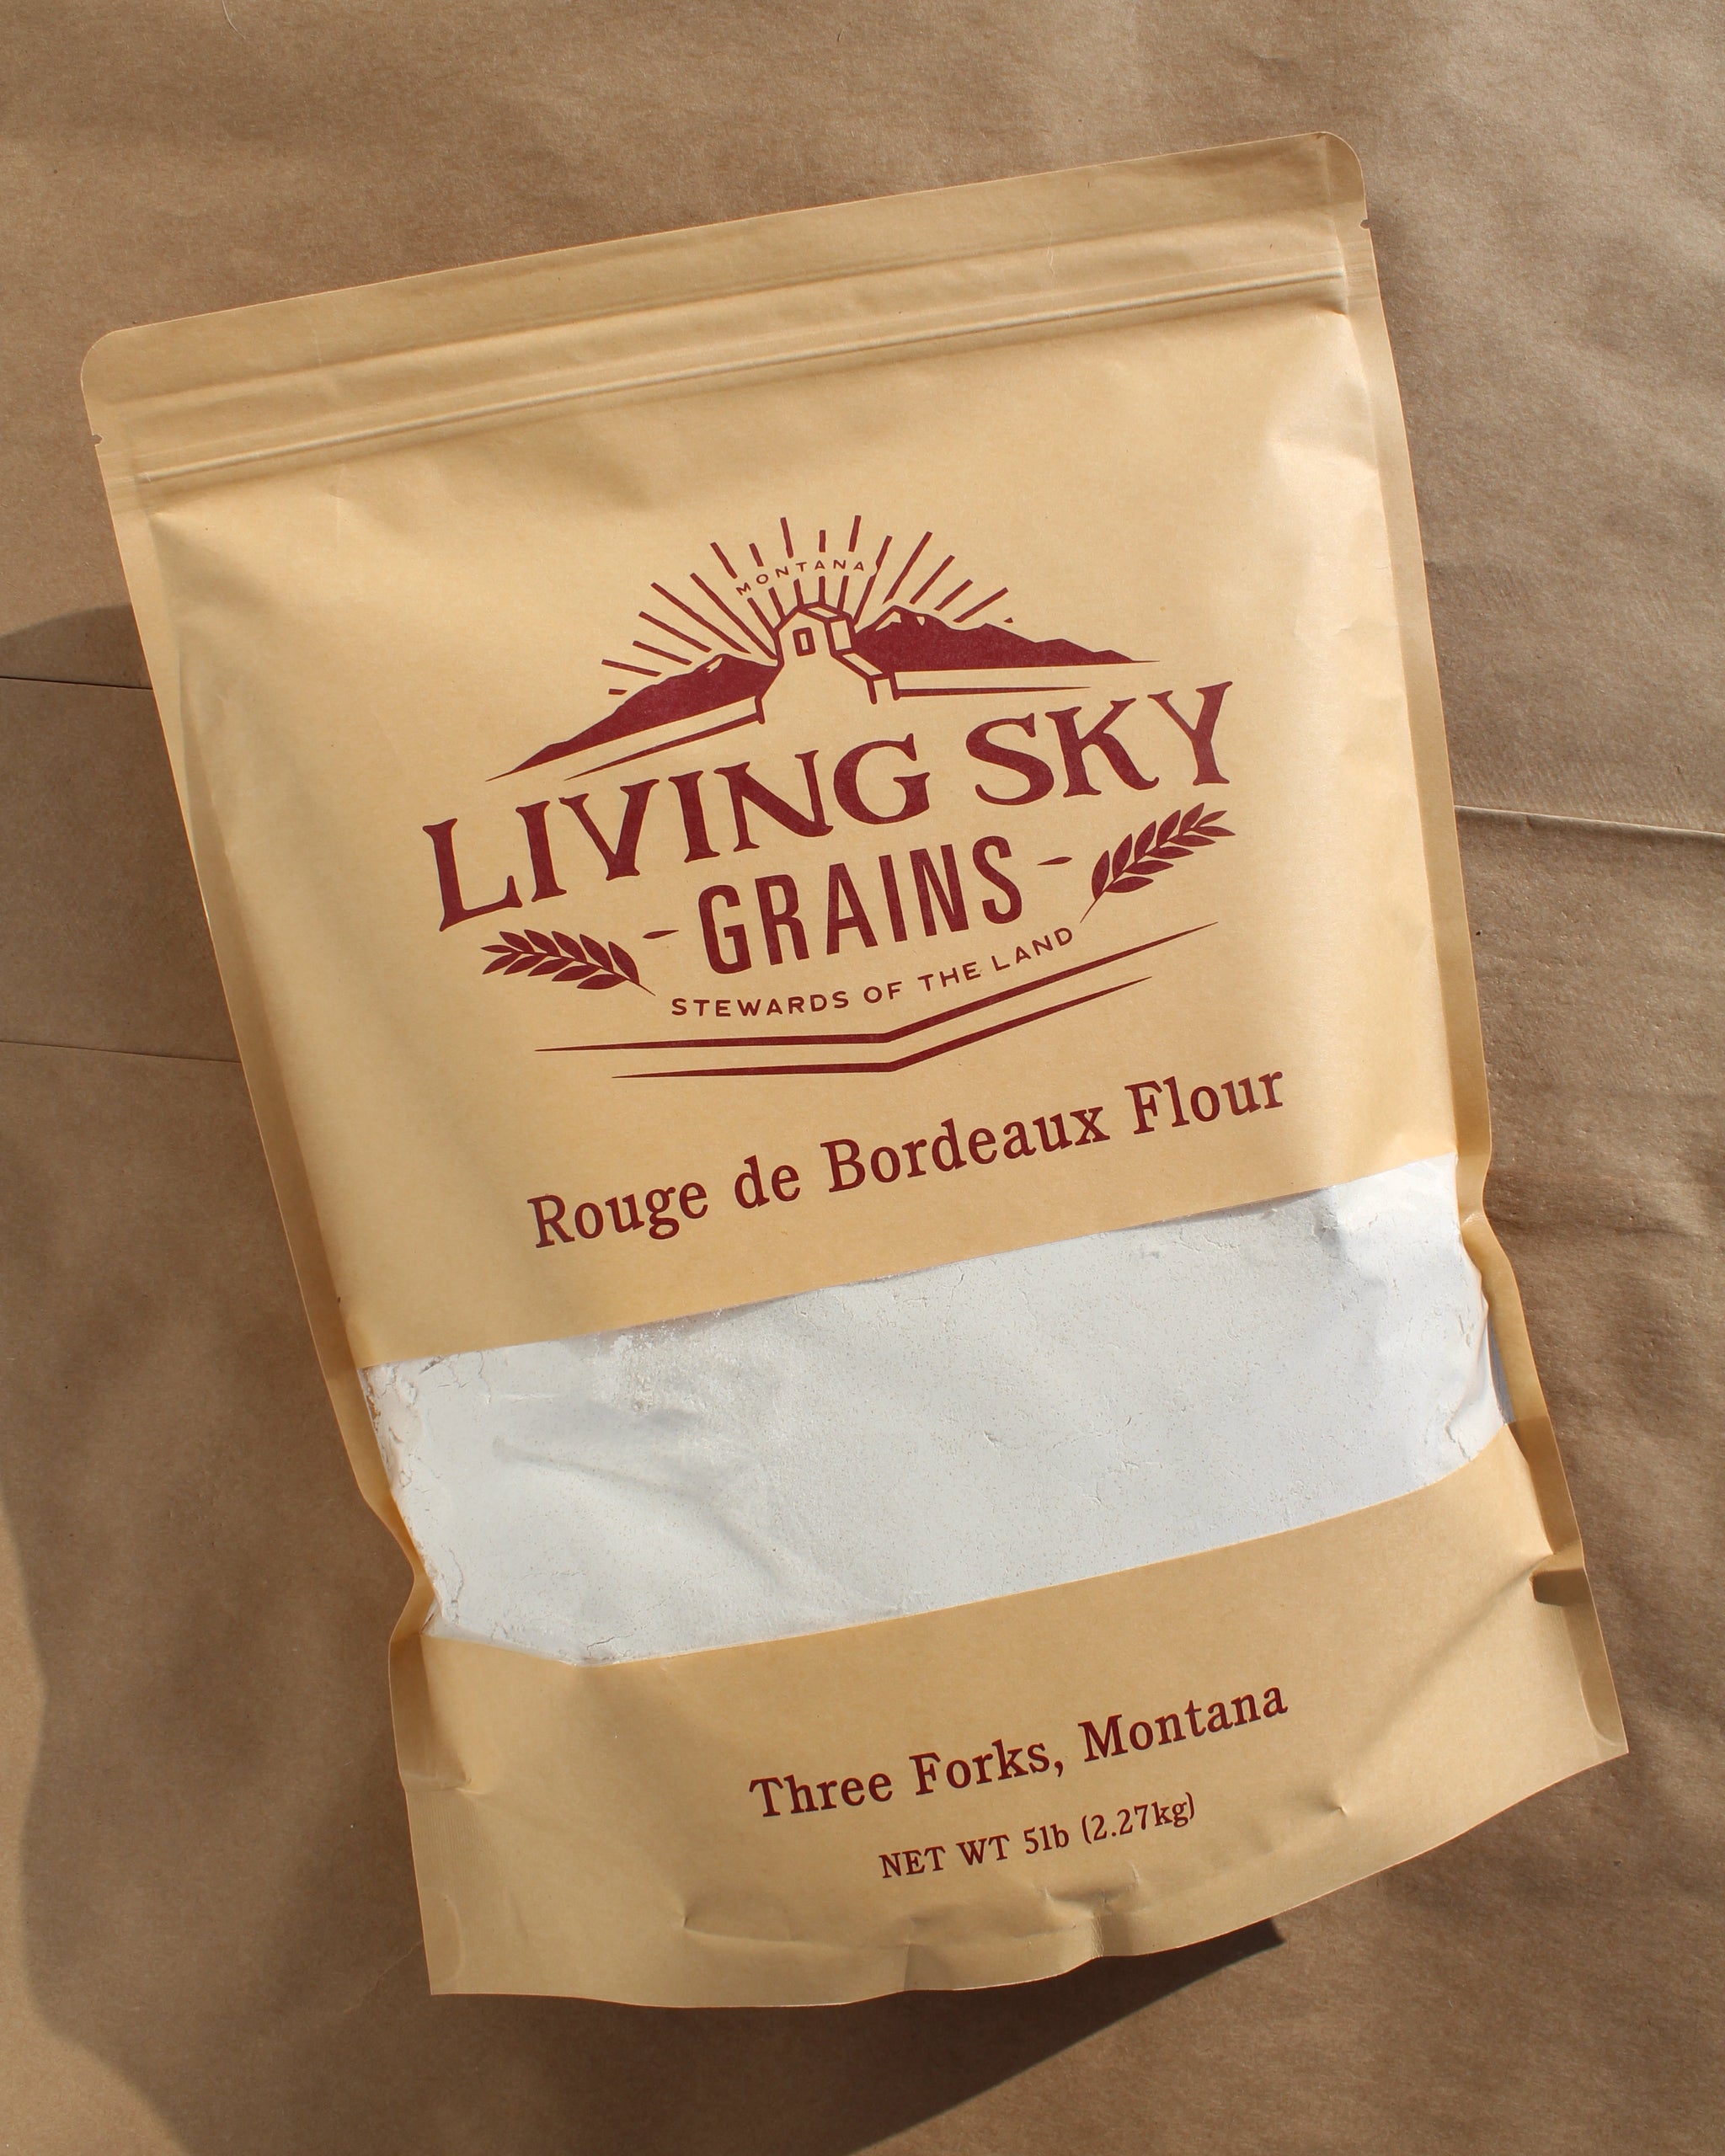 MONTANA
LIVING SKY
- GRAINS -
STEWARDS OF THE LAND
Rouge de Bordeaux Flour
Three Forks, Montana
NET WT 5lb (2.27kg)